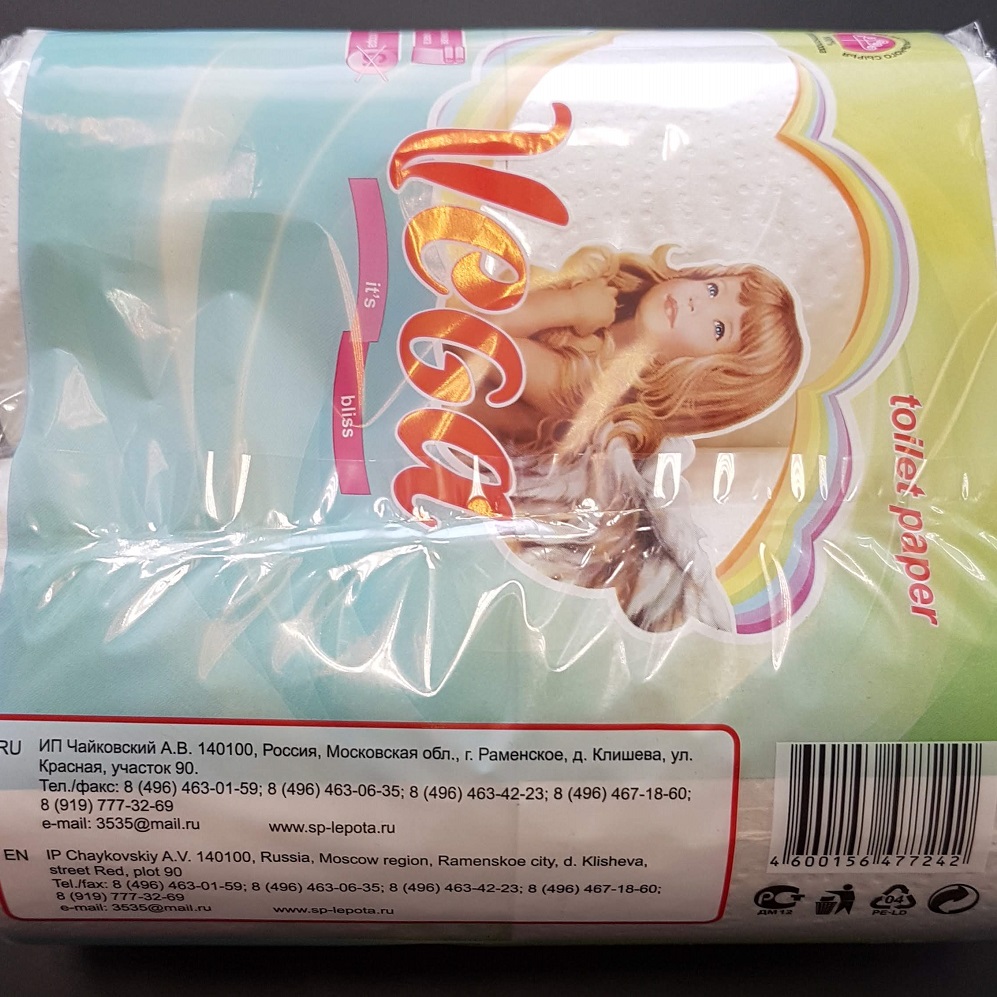 VeGa
it's
bliss
toilet paper
RU ИП Чайковский А.В. 140100, Россия, Московская обл., г. Раменское, д. Клишева, ул.
Красная, участок 90.
Тел./факс: 8 (496) 463-01-59; 8 (496) 463-06-35; 8 (496) 463-42-23; 8 (496) 467-18-60;
8 (919) 777-32-69
e-mail: 3535@mail.ru www.sp-lepota.ru
EN IP Chaykovskiy A.V. 140100, Russia, Moscow region, Ramenskoe city, d. Klisheva,
street Red, plot 90
Tel./fax: 8 (496) 463-01-59; 8 (496) 463-06-35; 8 (496) 463-42-23; 8 (496) 467-18-60;
8 (919) 777-32-69
e-mail: 3535@mail.ru www.sp-lepota.ru
4 600156 477242
ДМ12
04
PE-LD